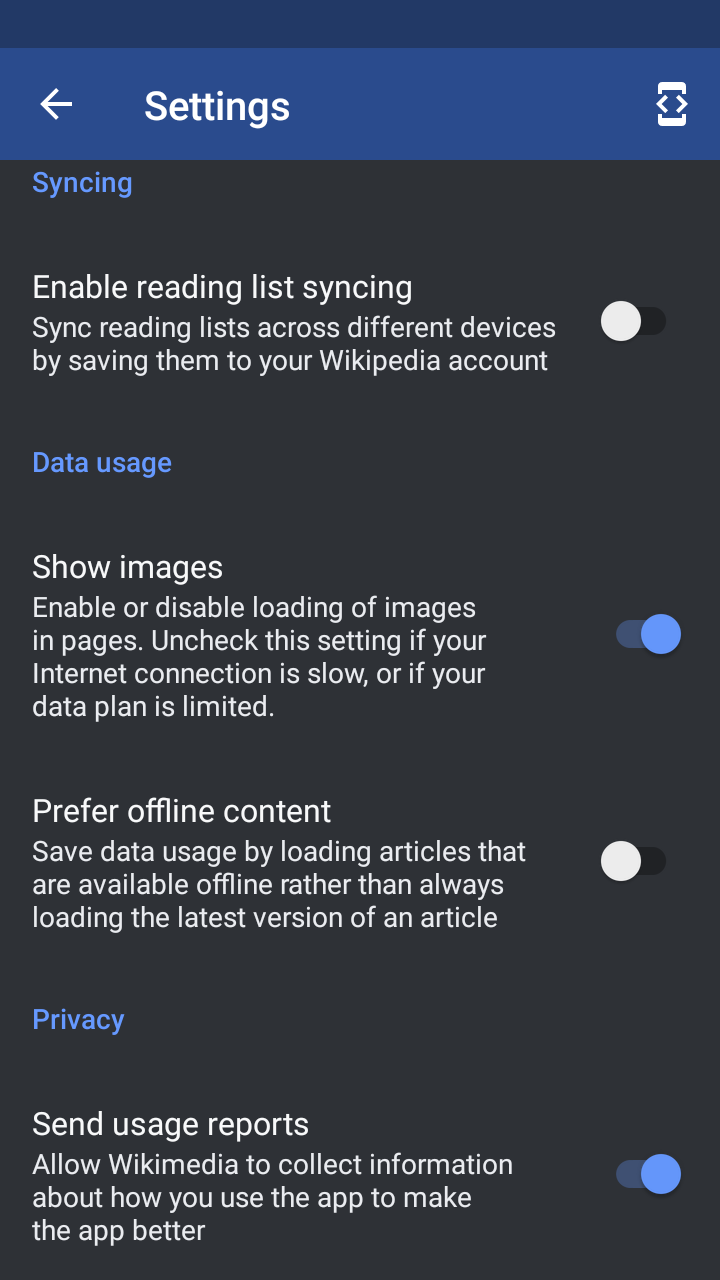 Settings
Syncing
Enable reading list syncing
Sync reading lists across different devices
by saving them to your Wikipedia account
Data usage
Show images
Enable or disable loading of images
in pages. Uncheck this setting if your
Internet connection is slow, or if your
data plan is limited.
Prefer offline content
Save data usage by loading articles that
are available offline rather than always
loading the latest version of an article
Privacy
Send usage reports
Allow Wikimedia to collect information
about how you use the app to make
the app better